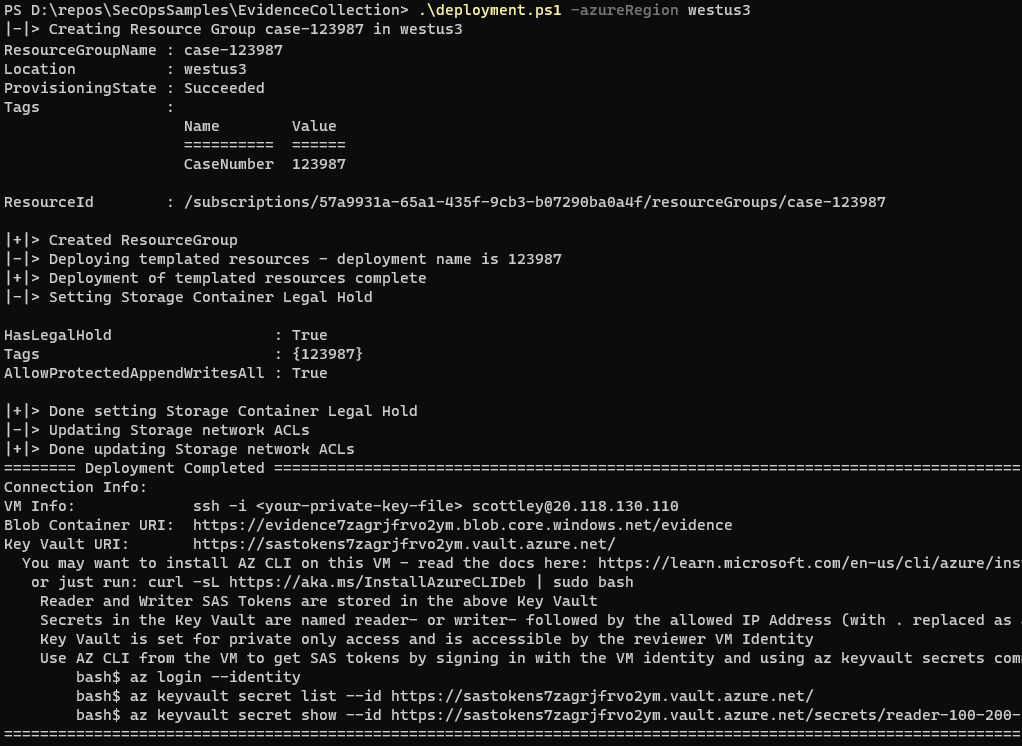 PS D:\repos\SecOpsSamples\EvidenceCollection> .\deployment.ps1 -azureRegion westus3
|-|> Creating Resource Group case-123987 in westus3
ResourceGroupName : case-123987
Location          : westus3
ProvisioningState : Succeeded
Tags              :
                    Name        Value
                    ==========  ======
                    CaseNumber  123987
ResourceId        : /subscriptions/57a9931a-65a1-435f-9cb3-b07290ba0a4f/resourceGroups/case-123987
|+|> Created ResourceGroup
|-|> Deploying templated resources - deployment name is 123987
|+|> Deployment of templated resources complete
|-|> Setting Storage Container Legal Hold
HasLegalHold                  : True
Tags                          : {123987}
AllowProtectedAppendWritesAll : True
|+|> Done setting Storage Container Legal Hold
|-|> Updating Storage network ACLs
|+|> Done updating Storage network ACLs
======== Deployment Completed ===================================================================================
Connection Info:
VM Info:             ssh -i <your-private-key-file> scottley@20.118.130.110
Blob Container URI:  https://evidence7zagrjfrvo2ym.blob.core.windows.net/evidence
Key Vault URI:       https://sastokens7zagrjfrvo2ym.vault.azure.net/
  You may want to install AZ CLI on this VM - read the docs here: https://learn.microsoft.com/en-us/cli/azure/ins
   or just run: curl -sL https://aka.ms/InstallAzureCLIDeb | sudo bash
    Reader and Writer SAS Tokens are stored in the above Key Vault
    Secrets in the Key Vault are named reader- or writer- followed by the allowed IP Address (with . replaced as
    Key Vault is set for private only access and is accessible by the reviewer VM Identity
    Use AZ CLI from the VM to get SAS tokens by signing in with the VM identity and using az keyvault secrets com
        bash$ az login --identity
        bash$ az keyvault secret list --id https://sastokens7zagrjfrvo2ym.vault.azure.net/
        bash$ az keyvault secret show --id https://sastokens7zagrjfrvo2ym.vault.azure.net/secrets/reader-100-200-
=================================================================================================================